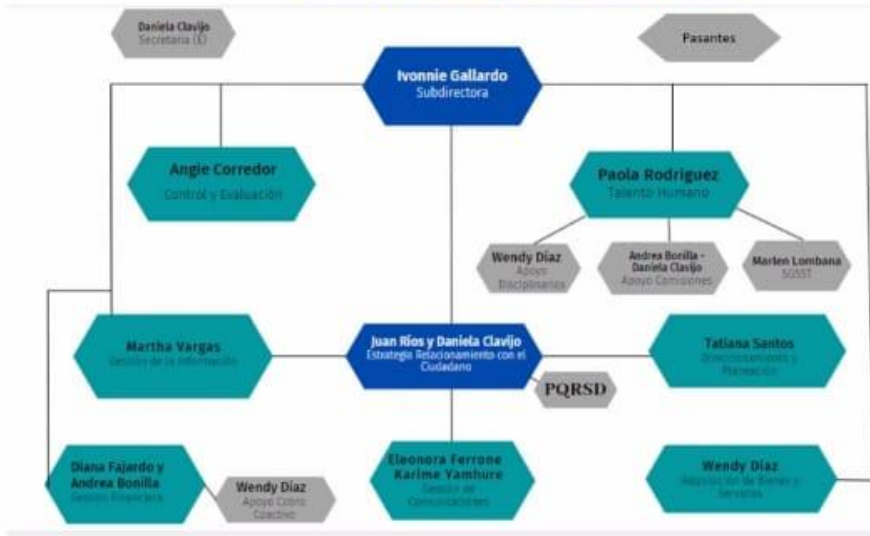 Daniela Clavijo
Secretaria (E)
Pasantes
Ivonnie Gallardo
Subdirectora
Angie Corredor
Control y Evaluación
Paola Rodriguez
Talento Humano
Wendy Díaz
Apoyo
Disciplinarios
Andrea Bonilla -
Daniela Clavijo
Apoyo Comisiones
Marlen Lombana
SGSST
Martha Vargas
Gestión de la Información
Juan Ríos y Daniela Clavijo
Estrategia Relacionamiento con el
Ciudadano
Tatiana Santos
Direccionamiento y
Planeación
PQRSD
Diana Fajardo y
Andrea Bonilla
Gestión Financiera
Wendy Díaz
Apoyo Cobro
Coactivo
Eleonora Ferrone
Karime Yamhure
Gestión de
Comunicaciones
Wendy Díaz
Adquisición de Bienes y
Servicios